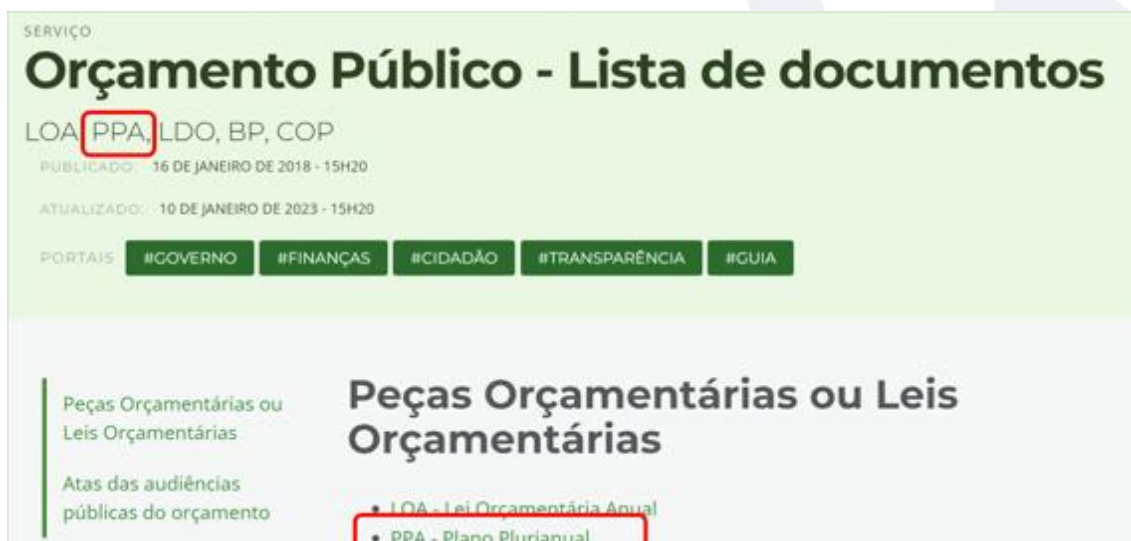 SERVIÇO
Orçamento Público - Lista de documentos
LOA, PPA, LDO, BP, COP
PUBLICADO: 16 DE JANEIRO DE 2018 - 15H20
ATUALIZADO: 10 DE JANEIRO DE 2023 - 15H20
PORTAIS #GOVERNO #FINANÇAS #CIDADÃO #TRANSPARÊNCIA #GUIA
Peças Orçamentárias ou
Leis Orçamentárias
Atas das audiências
públicas do orçamento
Peças Orçamentárias ou Leis
Orçamentárias
• LOA - Lei Orçamentária Anual
• PPA - Plano Plurianual